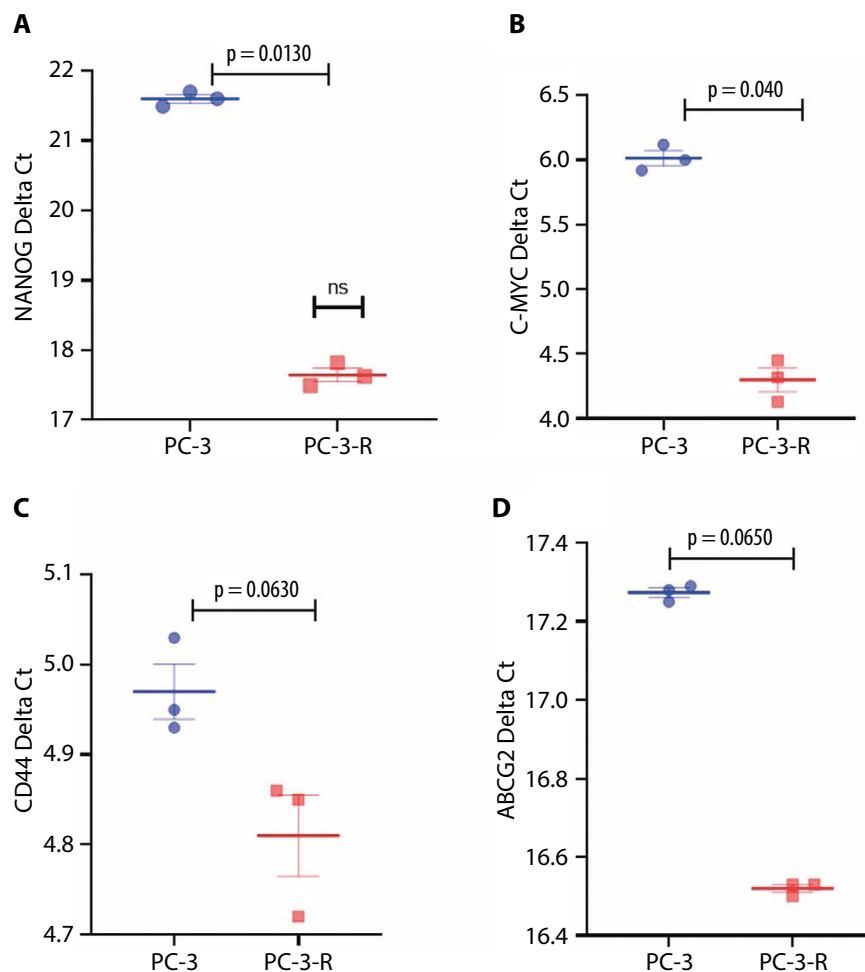 A
p = 0.0130
NANOG Delta Ct
22
21
20
19
18
17
ns
PC-3
PC-3-R
B
p = 0.040
C-MYC Delta Ct
6.5
6.0
5.5
5.0
4.5
4.0
PC-3
PC-3-R
C
p = 0.0630
CD44 Delta Ct
5.1
5.0
4.9
4.8
4.7
PC-3
PC-3-R
D
p = 0.0650
ABCG2 Delta Ct
17.4
17.2
17.0
16.8
16.6
16.4
PC-3
PC-3-R